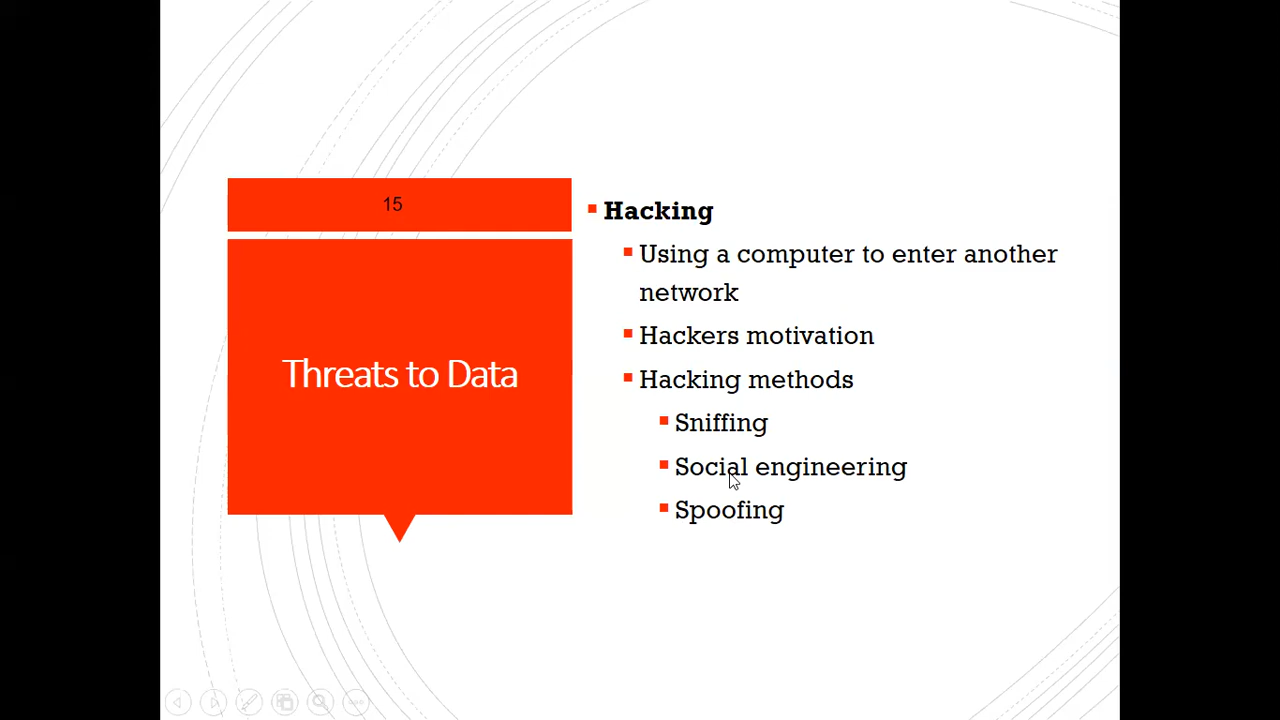 15
Threats to Data
Hacking
Using a computer to enter another
network
Hackers motivation
Hacking methods
Sniffing
Social engineering
Spoofing